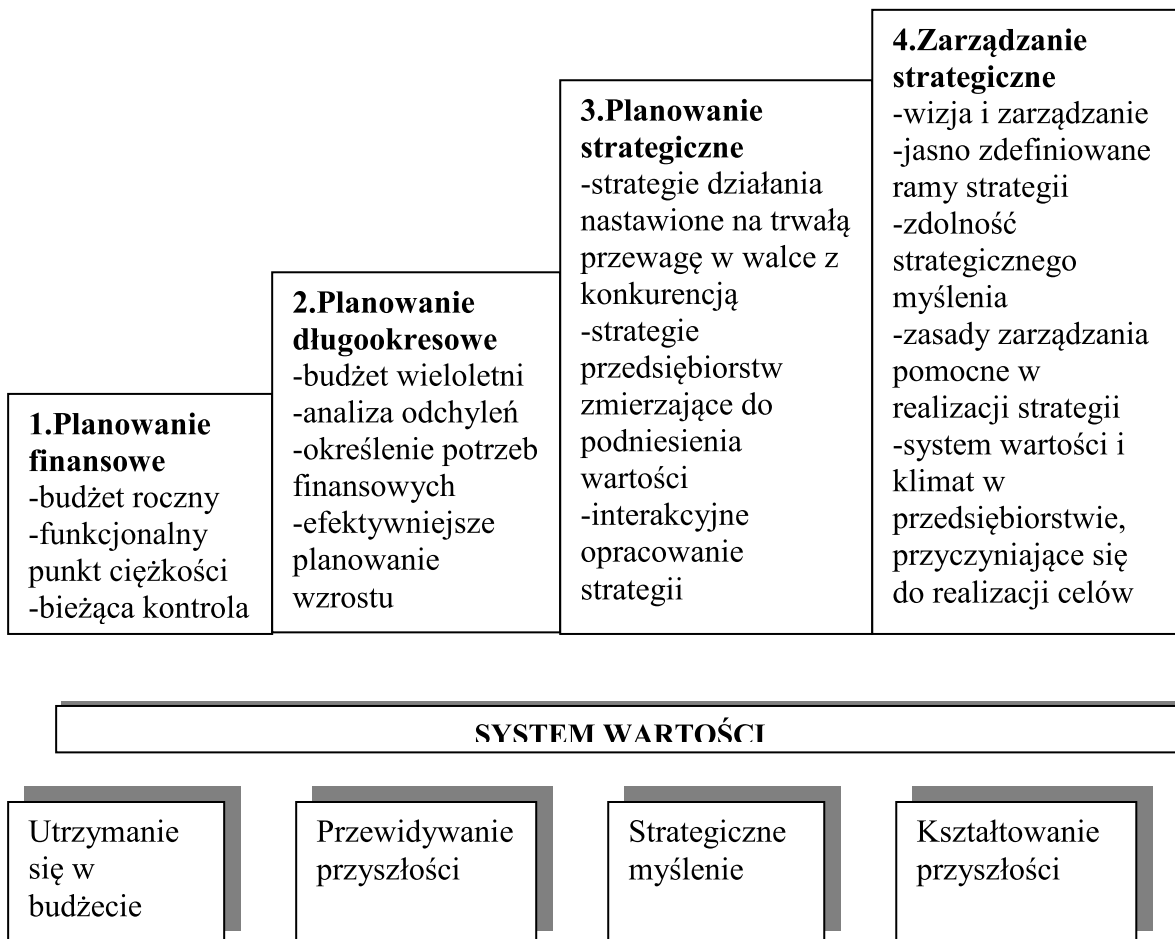 1.Planowanie
finansowe
-budżet roczny
-funkcjonalny
punkt ciężkości
-bieżąca kontrola
2.Planowanie
długookresowe
-budżet wieloletni
-analiza odchyleń
-określenie potrzeb
finansowych
-efektywniejsze
planowanie
wzrostu
3.Planowanie
strategiczne
-strategie działania
nastawione na trwałą
przewagę w walce z
konkurencją
-strategie
przedsiębiorstw
zmierzające do
podniesienia
wartości
-interakcyjne
opracowanie
strategii
4.Zarządzanie
strategiczne
-wizja i zarządzanie
-jasno zdefiniowane
ramy strategii
-zdolność
strategicznego
myślenia
-zasady zarządzania
pomocne w
realizacji strategii
-system wartości i
klimat w
przedsiębiorstwie,
przyczyniające się
do realizacji celów
SYSTEM WARTOŚCI
Utrzymanie
się w
budżecie
Przewidywanie
przyszłości
Strategiczne
myślenie
Kształtowanie
przyszłości